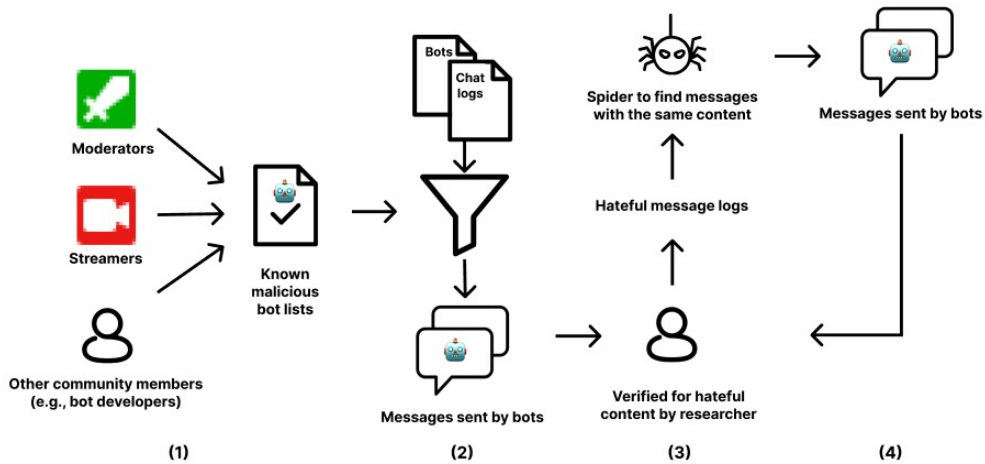 Moderators
Streamers
Other community members
(e.g., bot developers)
Known
malicious
bot lists
(1)
Bots
Chat
logs
Messages sent by bots
(2)
Spider to find messages
with the same content
Hateful message logs
Verified for hateful
content by researcher
(3)
Messages sent by bots
(4)